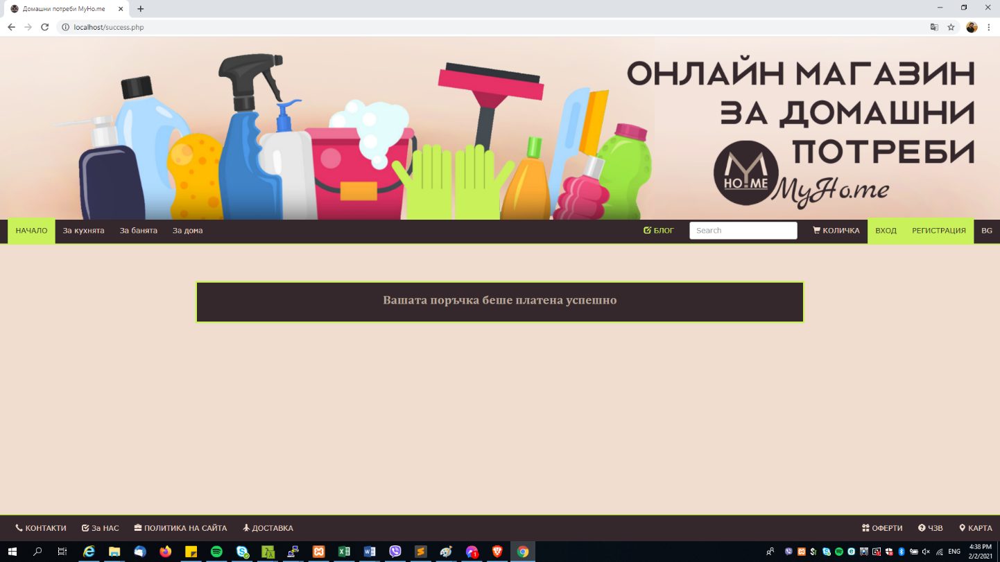 Домашни потреби MyHo.me
localhost/success.php
ОНЛАЙН МАГАЗИН
ЗА ДОМАШНИ
ПОТРЕБИ
MY
HO.ME
MyHo.me
НАЧАЛО За кухнята За банята За дома БЛОГ Search КОЛИЧКА ВХОД РЕГИСТРАЦИЯ BG
Вашата поръчка беше платена успешно
КОНТАКТИ За НАС ПОЛИТИКА НА САЙТА ДОСТАВКА ОФЕРТИ ЧЗВ КАРТА
ENG
4:38 PM
2/2/2021